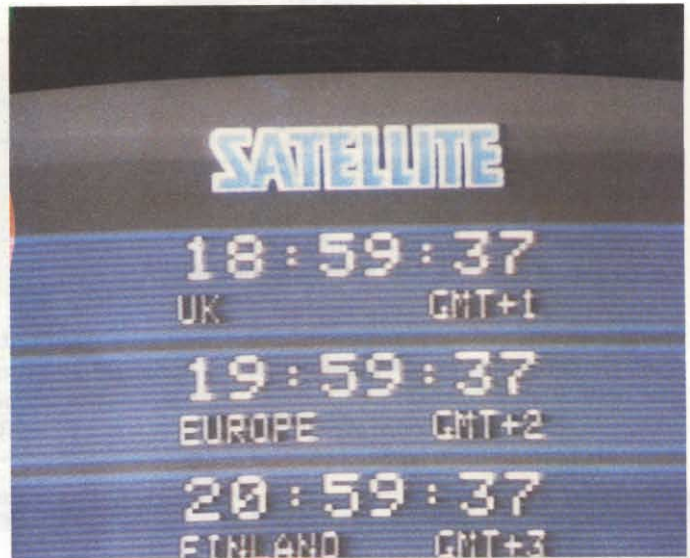 SATELLITE
18:59:37
UK GMT+1
19:59:37
EUROPE GMT+2
20:59:37
FINLAND GMT+3